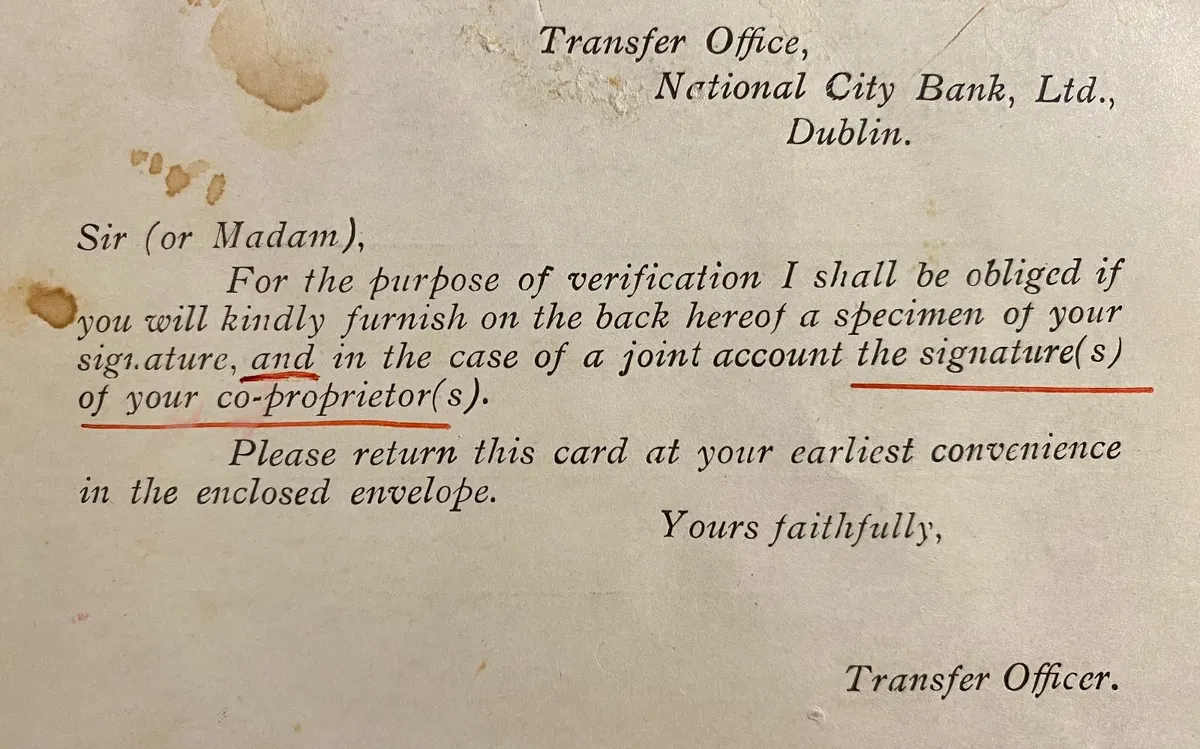 Transfer Office,
National City Bank, Ltd.,
Dublin.
Sir (or Madam),
For the purpose of verification I shall be obliged if
you will kindly furnish on the back hereof a specimen of your
signature, and in the case of a joint account the signature(s)
of your co-proprietor(s).
Please return this card at your earliest convenience
in the enclosed envelope.
Yours faithfully,
Transfer Officer.